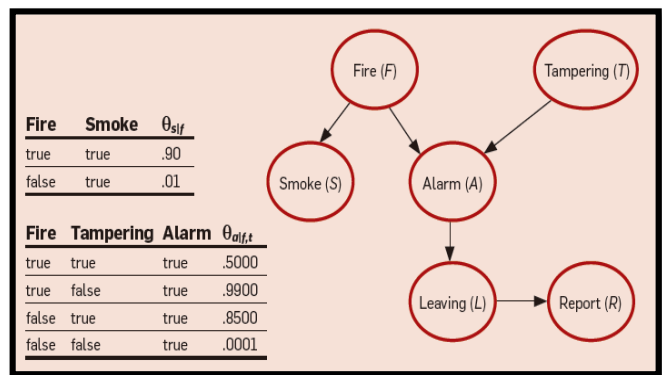 Fire (F)
Tampering (T)
Fire Smoke θs|f
true true .90
false true .01
Smoke (S)
Alarm (A)
Fire Tampering Alarm θa|f,t
true true true .5000
true false true .9900
false true true .8500
false false true .0001
Leaving (L)
Report (R)